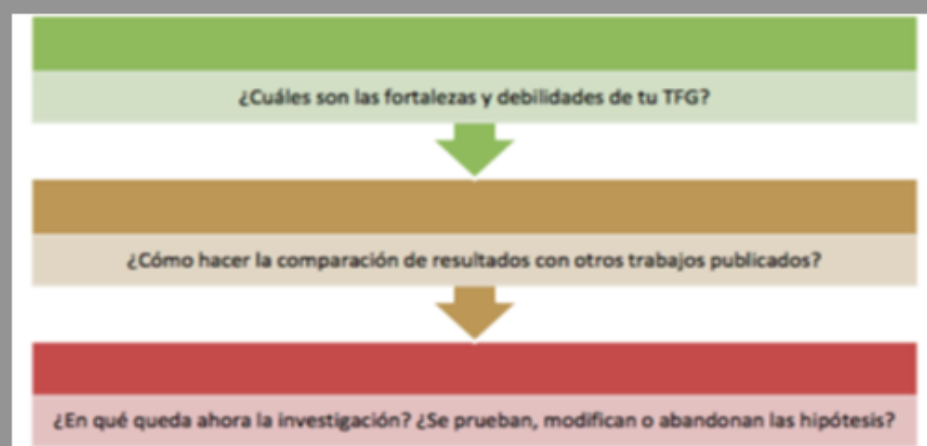 ¿Cuáles son las fortalezas y debilidades de tu TFG?
¿Cómo hacer la comparación de resultados con otros trabajos publicados?
¿En qué queda ahora la investigación? ¿Se prueban, modifican o abandonan las hipótesis?